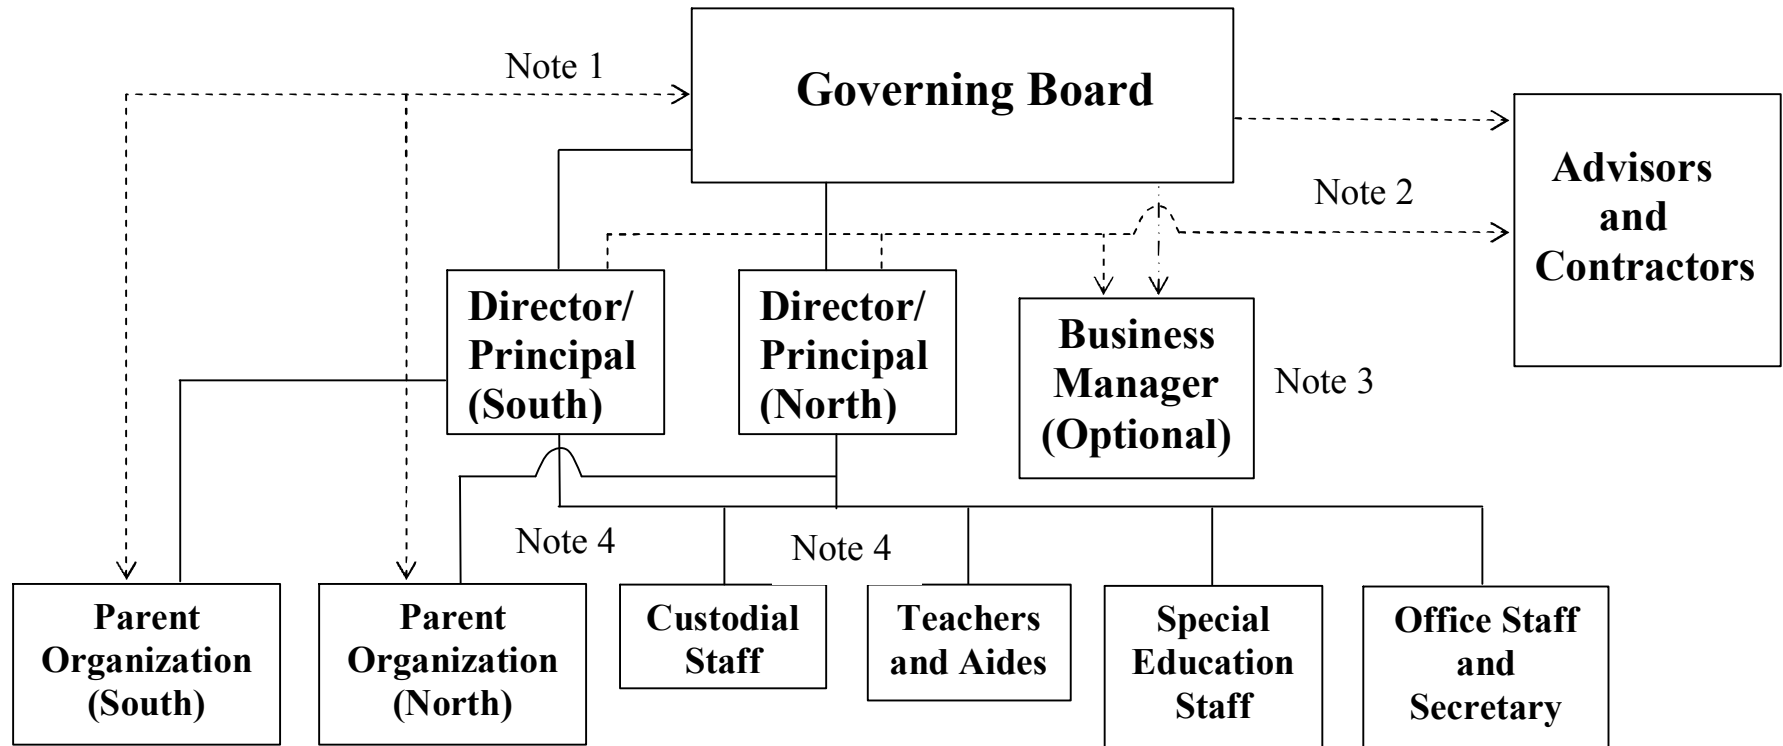 Note 1
Governing Board
Advisors
and
Contractors
Note 2
Director/
Principal
(South)
Director/
Principal
(North)
Business
Manager
(Optional)
Note 3
Note 4
Note 4
Parent
Organization
(South)
Parent
Organization
(North)
Custodial
Staff
Teachers
and Aides
Special
Education
Staff
Office Staff
and
Secretary